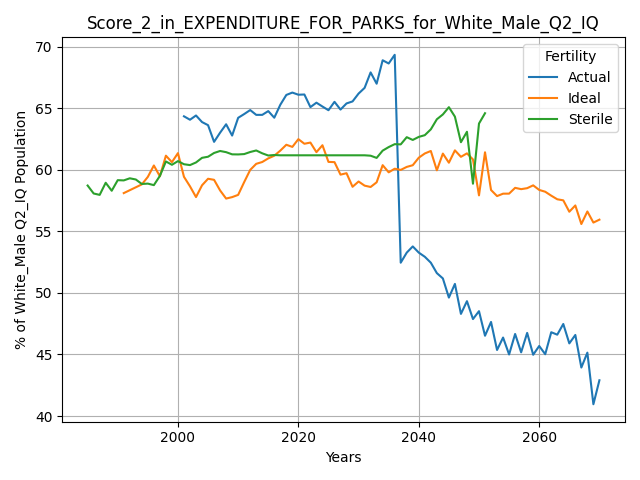 Score_2_in_EXPENDITURE_FOR_PARKS_for_White_Male_Q2_IQ
% of White_Male Q2_IQ Population
70
65
60
55
50
45
40
Fertility
Actual
Ideal
Sterile
2000 2020 2040 2060
Years